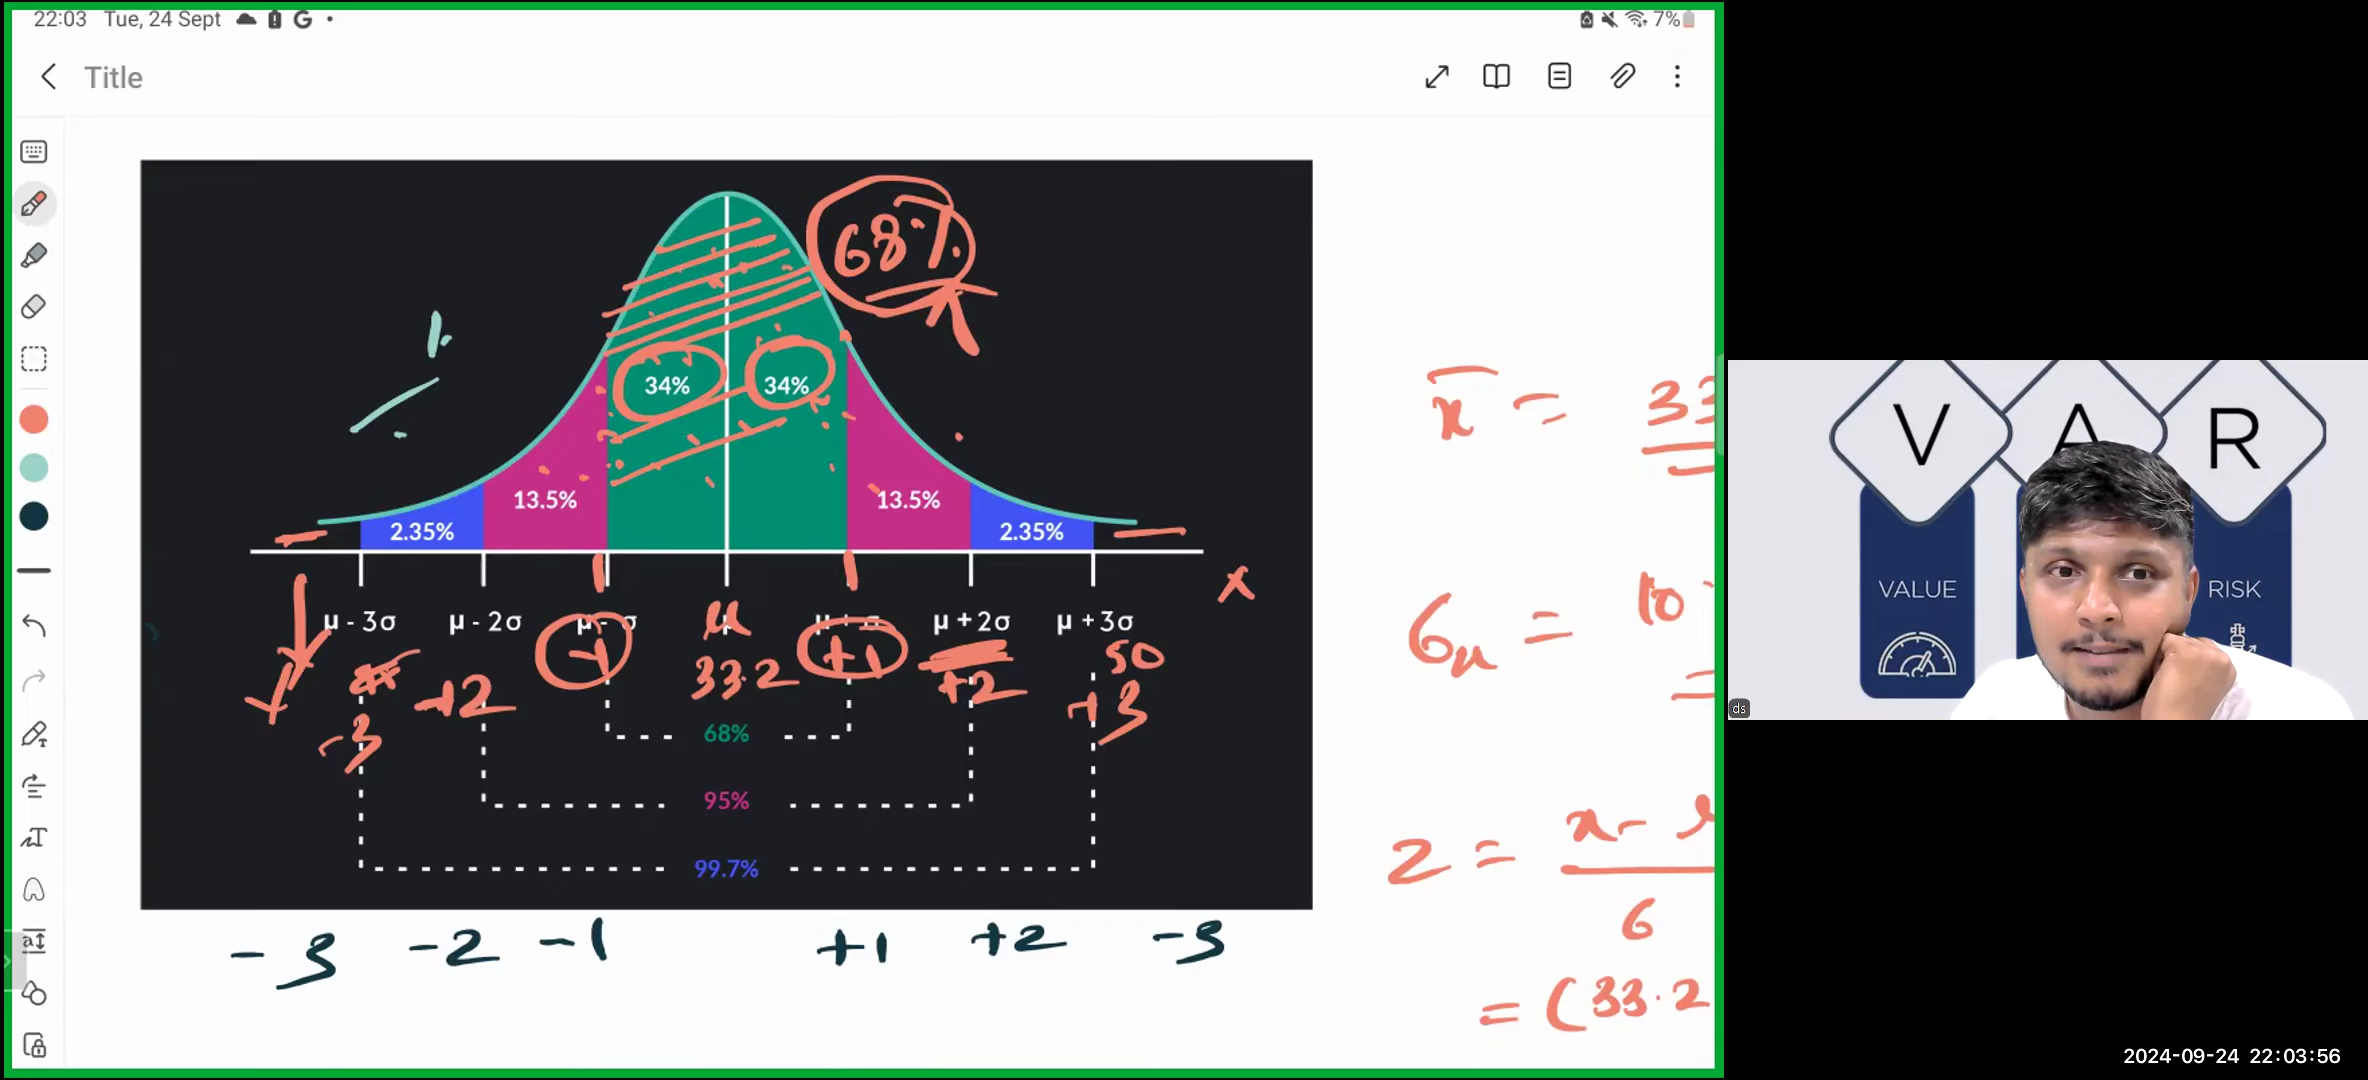 22:03 Tue, 24 Sept G
7%
Title
68%
34% 34%
13.5% 13.5%
2.35% 2.35%
x
μ - 3σ μ - 2σ μ - σ μ μ + σ μ + 2σ μ + 3σ
-1 33.2 +1 50
-3 +2 +2 +3
68%
95%
99.7%
-3 -2 -1 +1 +2 -3
x̄ = 33
σx = 10
z = x -
σ
= (33.2
V A R
VALUE RISK
ds
2024-09-24 22:03:56